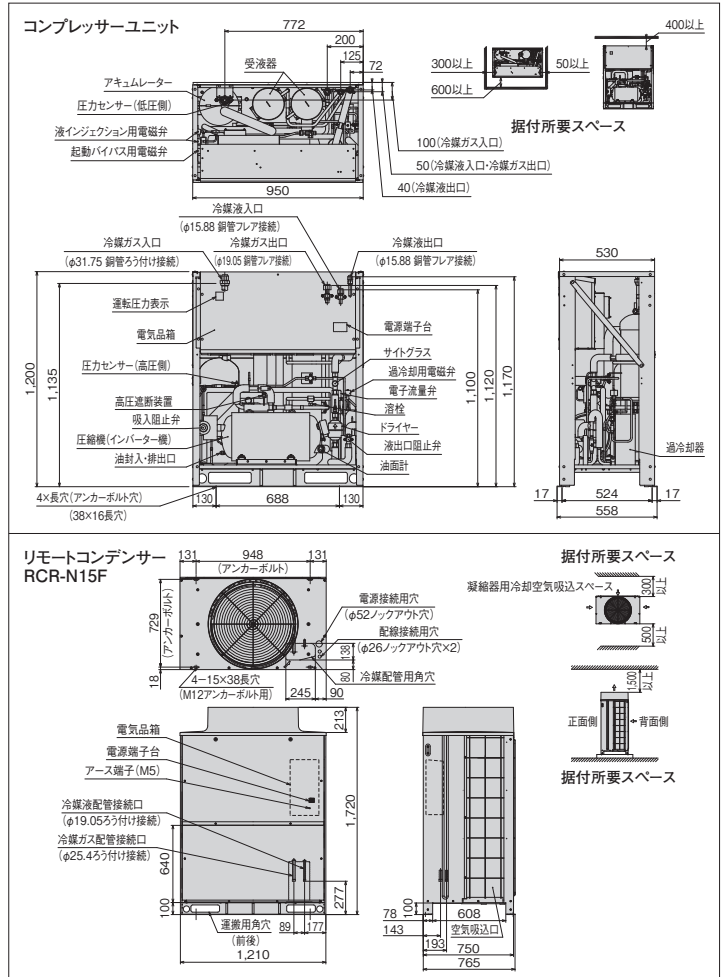 コンプレッサーユニット
772
200
125
72
400以上
アキュムレーター
受液器
圧力センサー(低圧側)
液インジェクション用電磁弁
起動バイパス用電磁弁
300以上
600以上
50以上
据付所要スペース
100(冷媒ガス入口)
50(冷媒液入口・冷媒ガス出口)
40(冷媒液出口)
950
冷媒液入口
(φ15.88 銅管フレア接続)
冷媒ガス入口
(φ31.75 銅管ろう付け接続)
冷媒ガス出口
(φ19.05 銅管フレア接続)
冷媒液出口
(φ15.88 銅管フレア接続)
530
運転圧力表示
電気品箱
電源端子台
圧力センサー(高圧側)
サイトグラス
過冷却用電磁弁
電子流量弁
高圧遮断装置
溶栓
吸入阻止弁
ドライヤー
圧縮機(インバーター機)
液出口阻止弁
油封入・排出口
油面計
過冷却器
1,200
1,135
1,100
1,120
1,170
4×長穴(アンカーボルト穴)
(38×16長穴)
130
688
130
17
524
17
558
リモートコンデンサー
RCR-N15F
131
948
131
(アンカーボルト)
729
(アンカーボルト)
18
電源接続用穴
(φ52ノックアウト穴)
配線接続用穴
(φ26ノックアウト穴×2)
138
80
冷媒配管用角穴
4−15×38長穴
(M12アンカーボルト用)
245
90
据付所要スペース
凝縮器用冷却空気吸込スペース
300
以上
500
以上
1,500
以上
正面側
背面側
据付所要スペース
213
電気品箱
電源端子台
アース端子(M5)
冷媒液配管接続口
(φ19.05ろう付け接続)
冷媒ガス配管接続口
(φ25.4ろう付け接続)
1,720
640
100
277
運搬用角穴
(前後)
89
177
1,210
100
78
608
143
空気吸込口
193
750
765